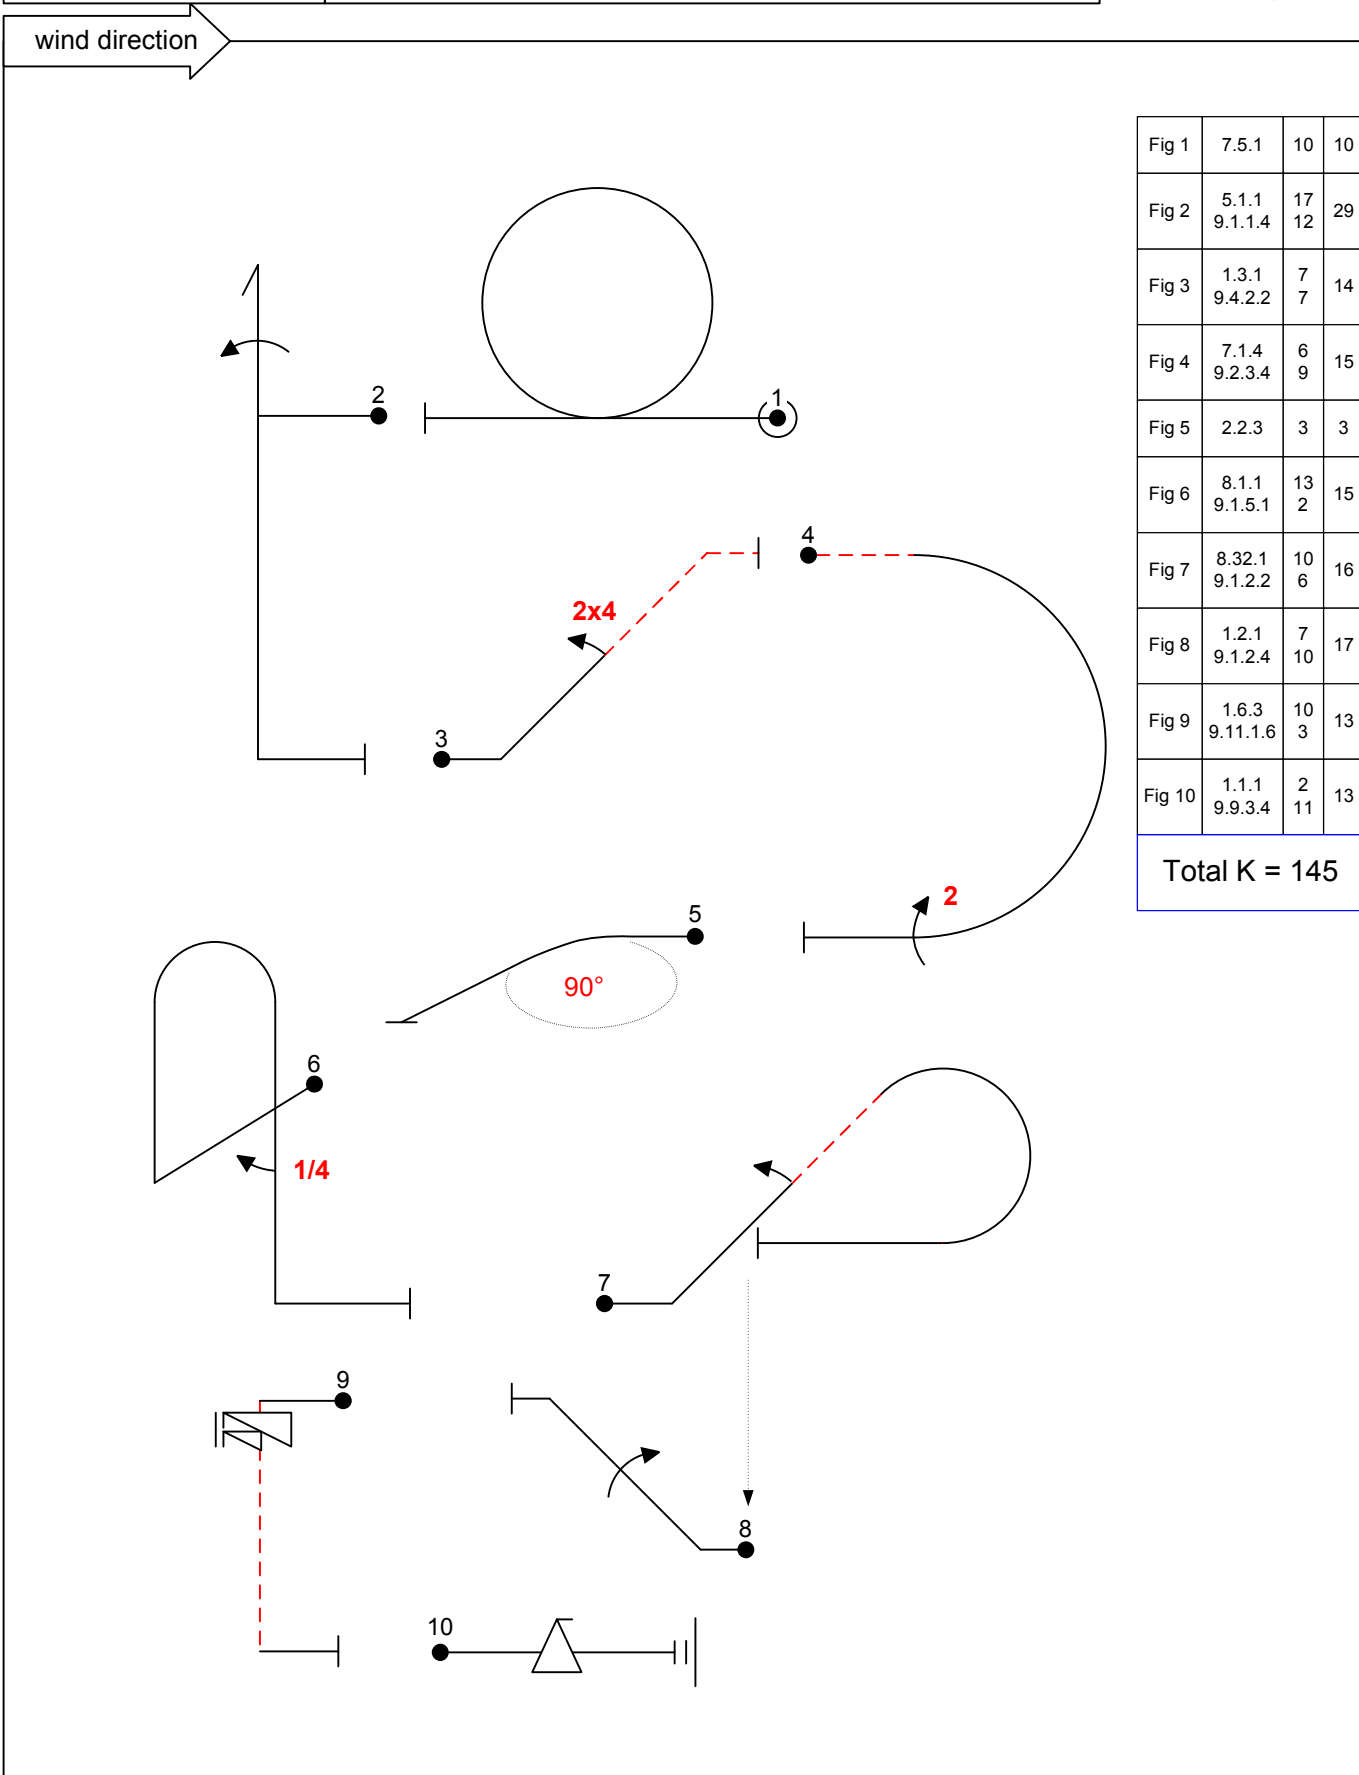 wind direction
Fig 1 7.5.1 10 10
Fig 2 5.1.1 17 29
9.1.1.4 12
Fig 3 1.3.1 7 14
9.4.2.2 7
Fig 4 7.1.4 6 15
9.2.3.4 9
Fig 5 2.2.3 3 3
Fig 6 8.1.1 13 15
9.1.5.1 2
Fig 7 8.32.1 10 16
9.1.2.2 6
Fig 8 1.2.1 7 17
9.1.2.4 10
Fig 9 1.6.3 10 13
9.11.1.6 3
Fig 10 1.1.1 2 13
9.9.3.4 11
Total K = 145
1
2
3
2x4
4
2
5
90°
6
1/4
7
8
9
10